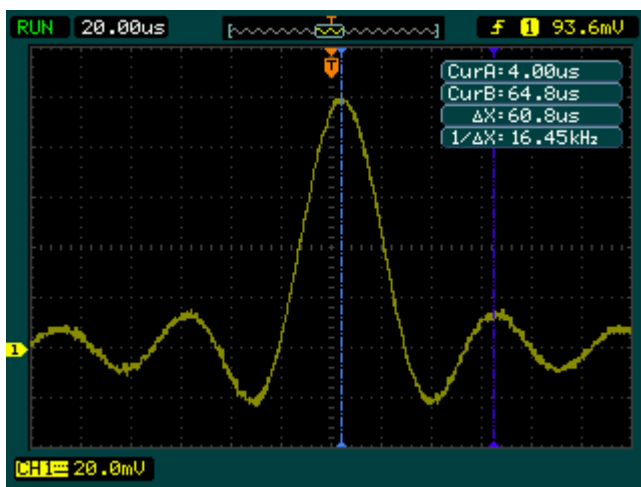 RUN 20.00us T f 1 93.6mV
T
CurA:4.00us
CurB:64.8us
ΔX:60.8us
1/ΔX:16.45kHz
1
CH1 20.0mV